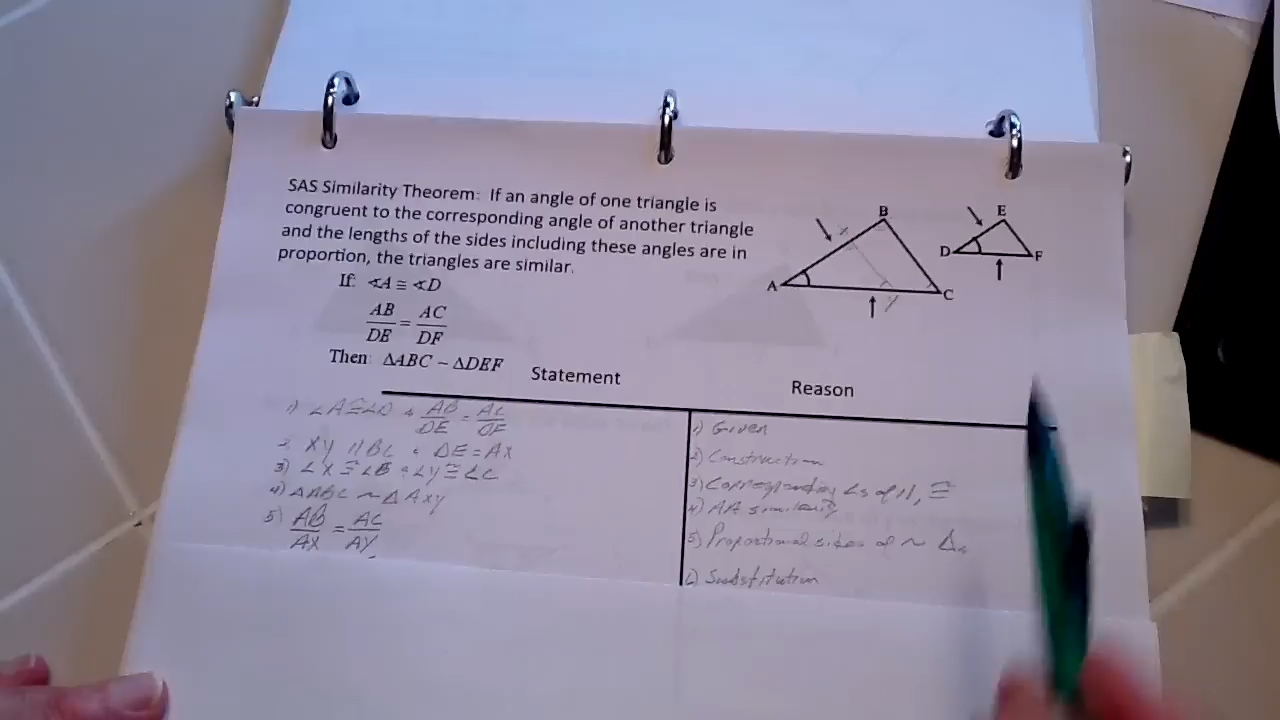 SAS Similarity Theorem: If an angle of one triangle is
congruent to the corresponding angle of another triangle
and the lengths of the sides including these angles are in
proportion, the triangles are similar.
If: ∢A ≅ ∢D
AB/DE = AC/DF
Then: ΔABC ~ ΔDEF
A B C x y
D E F
Statement Reason
1) ∠A≅∠D + AB/DE = AC/DF
2. XY // BC + DE = AX
3) ∠X ≅ ∠B + ∠Y ≅ ∠C
4) ΔABC ~ ΔAXY
5) AB/AX = AC/AY
1) Given
2) Construction
3) Corresponding ∠s of //, ≅
4) AA similarity
5) Proportional sides of ~ Δs
6) Substitution